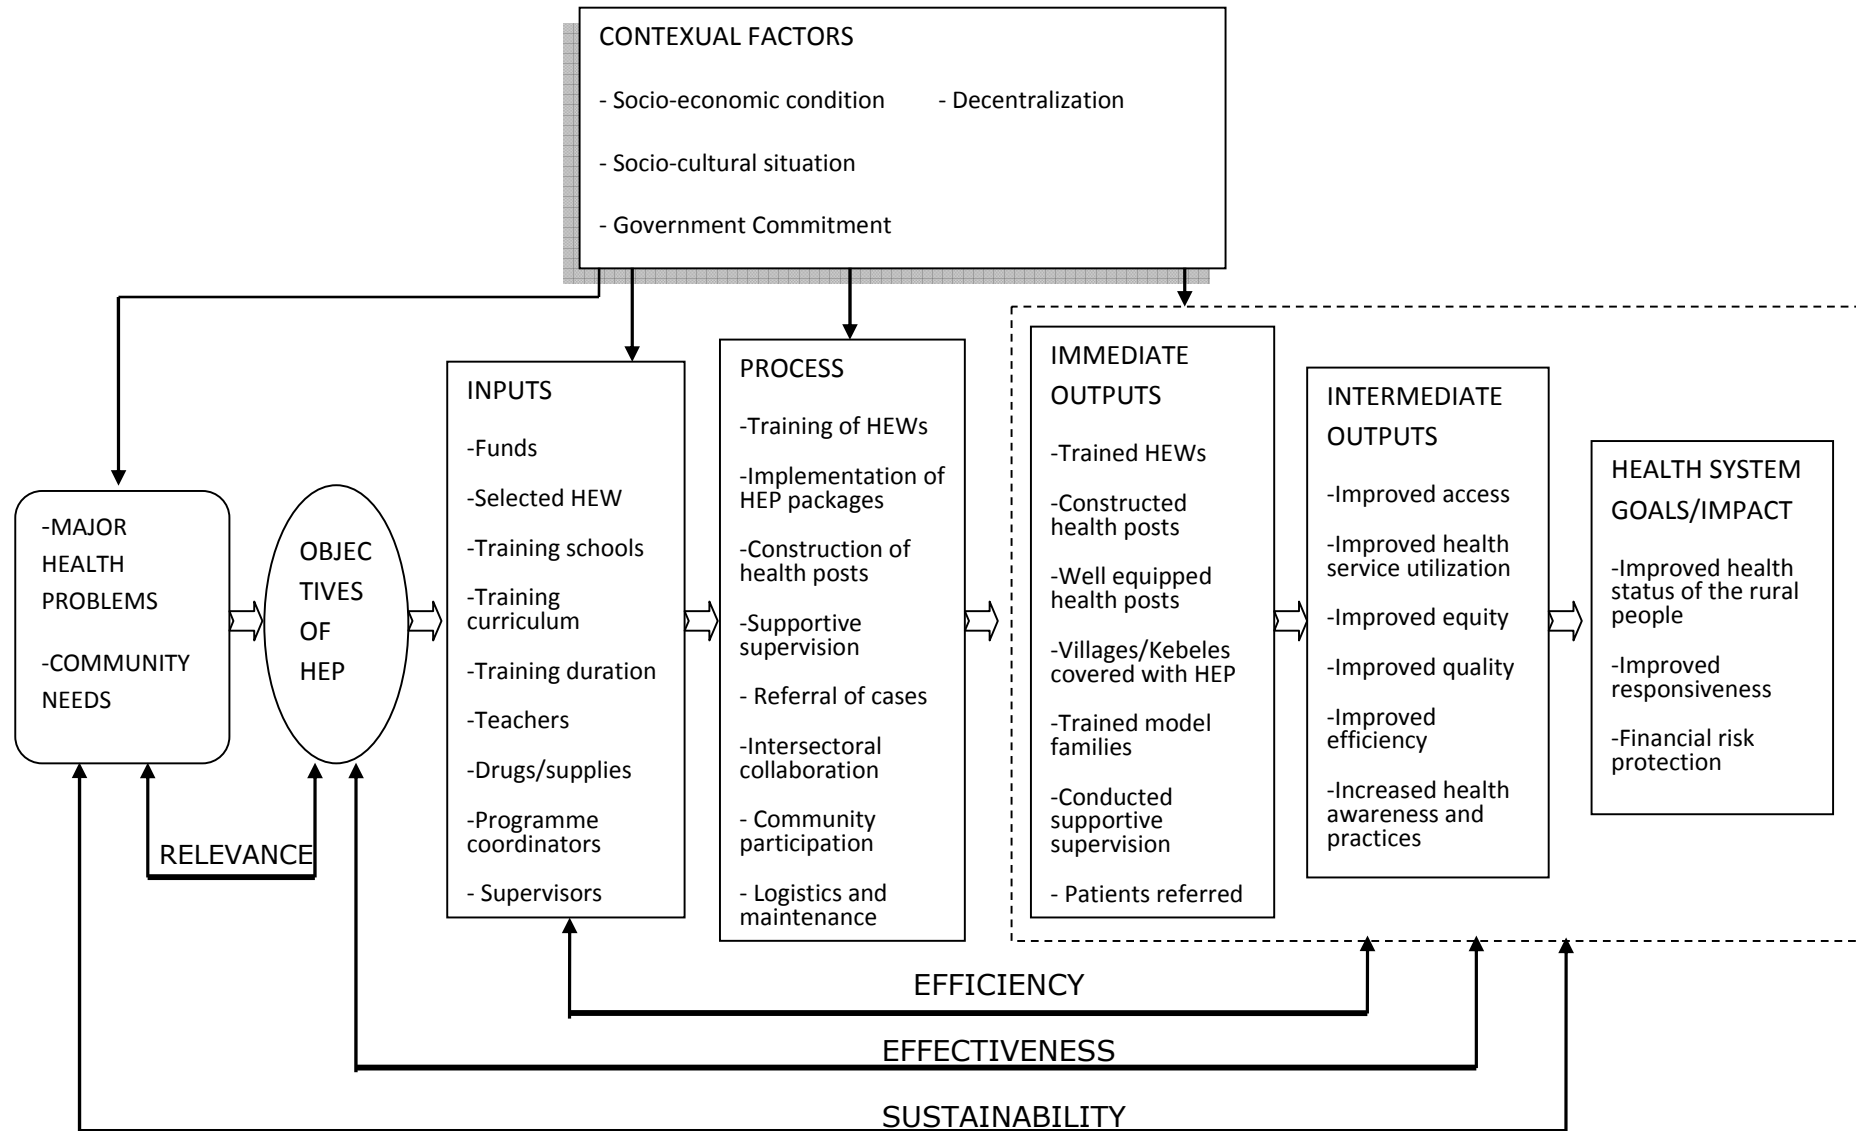 CONTEXUAL FACTORS
- Socio-economic condition - Decentralization
- Socio-cultural situation
- Government Commitment
-MAJOR
HEALTH
PROBLEMS
-COMMUNITY
NEEDS
OBJEC
TIVES
OF
HEP
INPUTS
-Funds
-Selected HEW
-Training schools
-Training
curriculum
-Training duration
-Teachers
-Drugs/supplies
-Programme
coordinators
- Supervisors
PROCESS
-Training of HEWs
-Implementation of
HEP packages
-Construction of
health posts
-Supportive
supervision
- Referral of cases
-Intersectoral
collaboration
- Community
participation
- Logistics and
maintenance
IMMEDIATE
OUTPUTS
-Trained HEWs
-Constructed
health posts
-Well equipped
health posts
-Villages/Kebeles
covered with HEP
-Trained model
families
-Conducted
supportive
supervision
- Patients referred
INTERMEDIATE
OUTPUTS
-Improved access
-Improved health
service utilization
-Improved equity
-Improved quality
-Improved
efficiency
-Increased health
awareness and
practices
HEALTH SYSTEM
GOALS/IMPACT
-Improved health
status of the rural
people
-Improved
responsiveness
-Financial risk
protection
RELEVANCE
EFFICIENCY
EFFECTIVENESS
SUSTAINABILITY